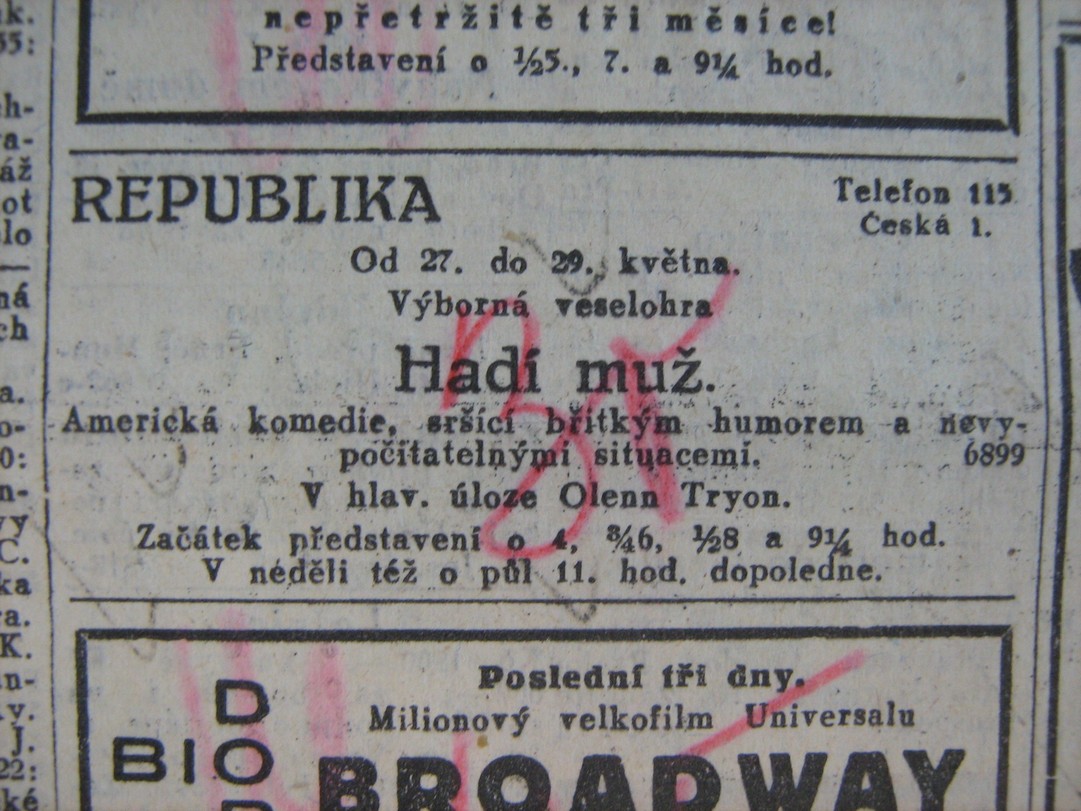 nepřetržitě tři měsíce!
Představení o ½5., 7. a 9¼ hod.
REPUBLIKA
Telefon 115
Česká 1.
Od 27. do 29. května.
Výborná veselohra
Hadí muž.
Americká komedie, sršící břitkým humorem a nevy-
počitatelnými situacemi. 6899
V hlav. úloze Olenn Tryon.
Začátek představení o 4, ¾6, ½8 a 9¼ hod.
V neděli též o půl 11. hod. dopoledne.
Poslední tři dny.
Milionový velkofilm Universalu
D
BIO
BROADWAY